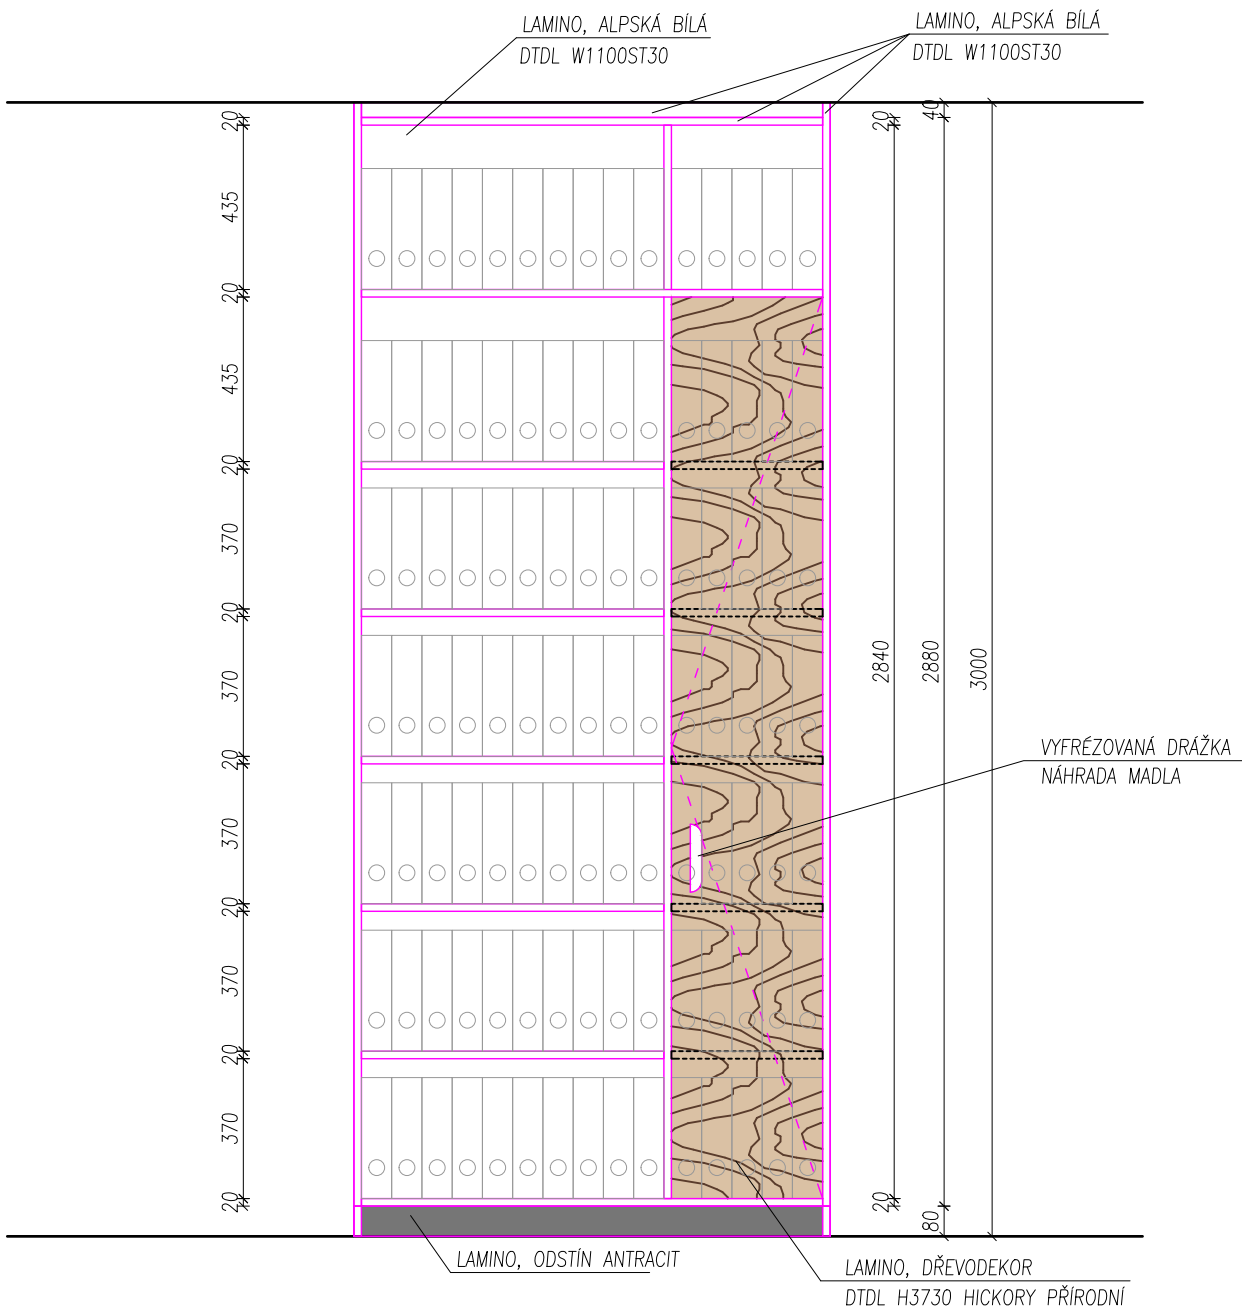 LAMINO, ALPSKÁ BÍLÁ
DTDL W1100ST30
LAMINO, ALPSKÁ BÍLÁ
DTDL W1100ST30
20
435
20
435
20
370
20
370
20
370
20
370
20
370
20
20
2840
20
40
2880
80
3000
VYFRÉZOVANÁ DRÁŽKA
NÁHRADA MADLA
LAMINO, ODSTÍN ANTRACIT
LAMINO, DŘEVODEKOR
DTDL H3730 HICKORY PŘÍRODNÍ